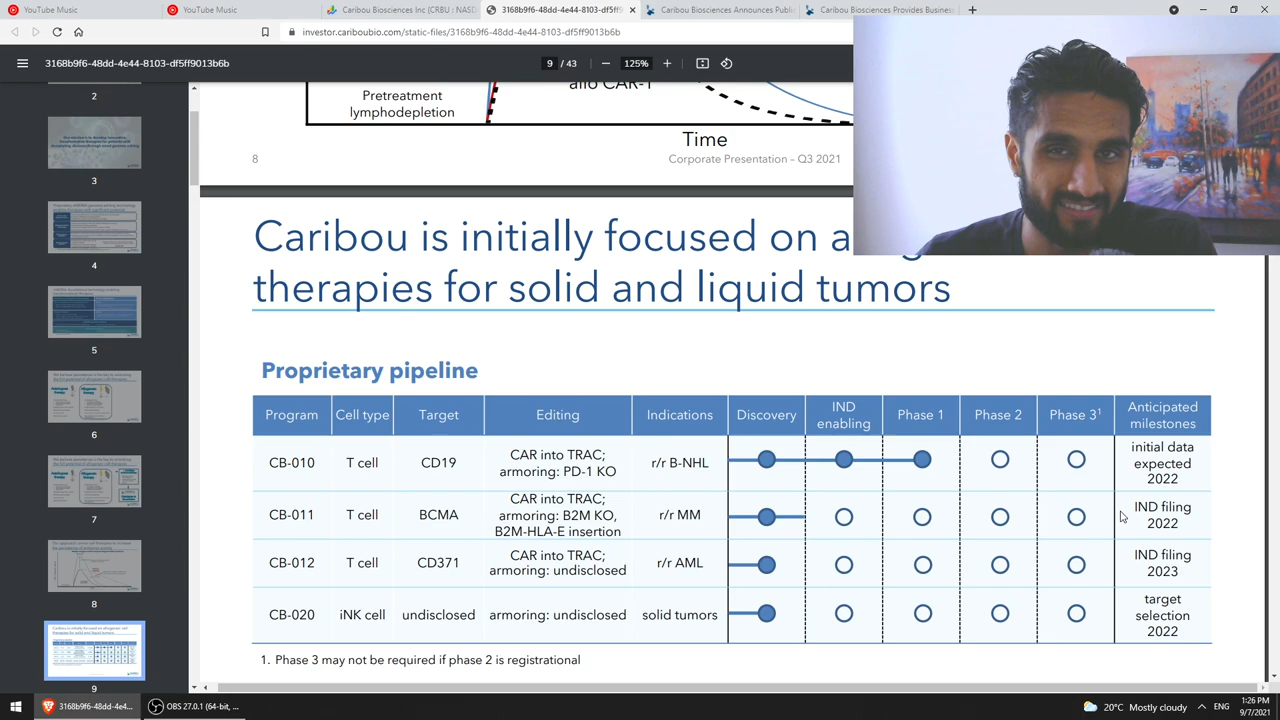 YouTube Music
YouTube Music
Caribou Biosciences Inc (CRBU : NASD
3168b9f6-48dd-4e44-8103-df5ff9
Caribou Biosciences Announces Publi
Caribou Biosciences Provides Busines
investor.cariboubio.com/static-files/3168b9f6-48dd-4e44-8103-df5ff9013b6b
3168b9f6-48dd-4e44-8103-df5ff9013b6b
9 / 43
125%
2
3
4
5
6
7
8
9
Pretreatment
lymphodepletion
allo CAR-T
Time
8
Corporate Presentation – Q3 2021
Caribou is initially focused on a
therapies for solid and liquid tumors
Proprietary pipeline
Program Cell type Target Editing Indications Discovery IND enabling Phase 1 Phase 2 Phase 3¹ Anticipated milestones
CB-010 T cell CD19 CAR into TRAC; armoring: PD-1 KO r/r B-NHL initial data expected 2022
CB-011 T cell BCMA CAR into TRAC; armoring: B2M KO, B2M-HLA-E insertion r/r MM IND filing 2022
CB-012 T cell CD371 CAR into TRAC; armoring: undisclosed r/r AML IND filing 2023
CB-020 iNK cell undisclosed armoring: undisclosed solid tumors target selection 2022
1. Phase 3 may not be required if phase 2 is registrational
3168b9f6-48dd-4e4...
OBS 27.0.1 (64-bit, ...
20°C Mostly cloudy
ENG
1:26 PM
9/7/2021